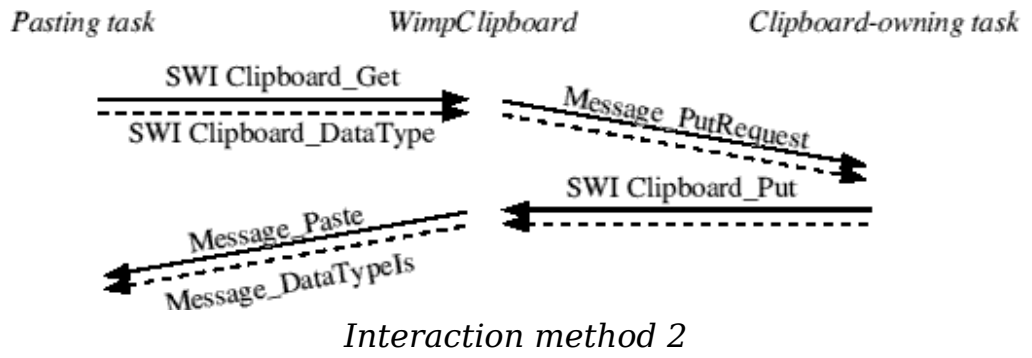 Pasting task WimpClipboard Clipboard-owning task
SWI Clipboard_Get
SWI Clipboard_DataType
Message_PutRequest
SWI Clipboard_Put
Message_Paste
Message_DataTypeIs
Interaction method 2